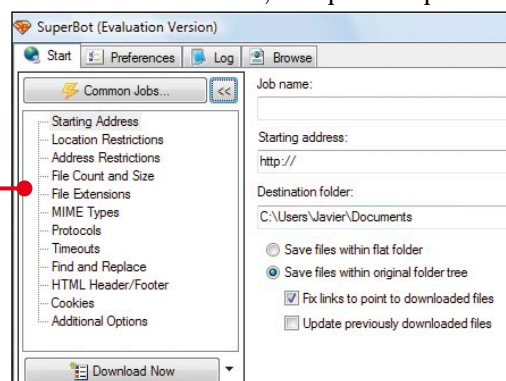 SuperBot (Evaluation Version)
Start Preferences Log Browse
Common Jobs... <<
Starting Address
Location Restrictions
Address Restrictions
File Count and Size
File Extensions
MIME Types
Protocols
Timeouts
Find and Replace
HTML Header/Footer
Cookies
Additional Options
Download Now
Job name:
Starting address:
http://
Destination folder:
C:\Users\Javier\Documents
Save files within flat folder
Save files within original folder tree
Fix links to point to downloaded files
Update previously downloaded files